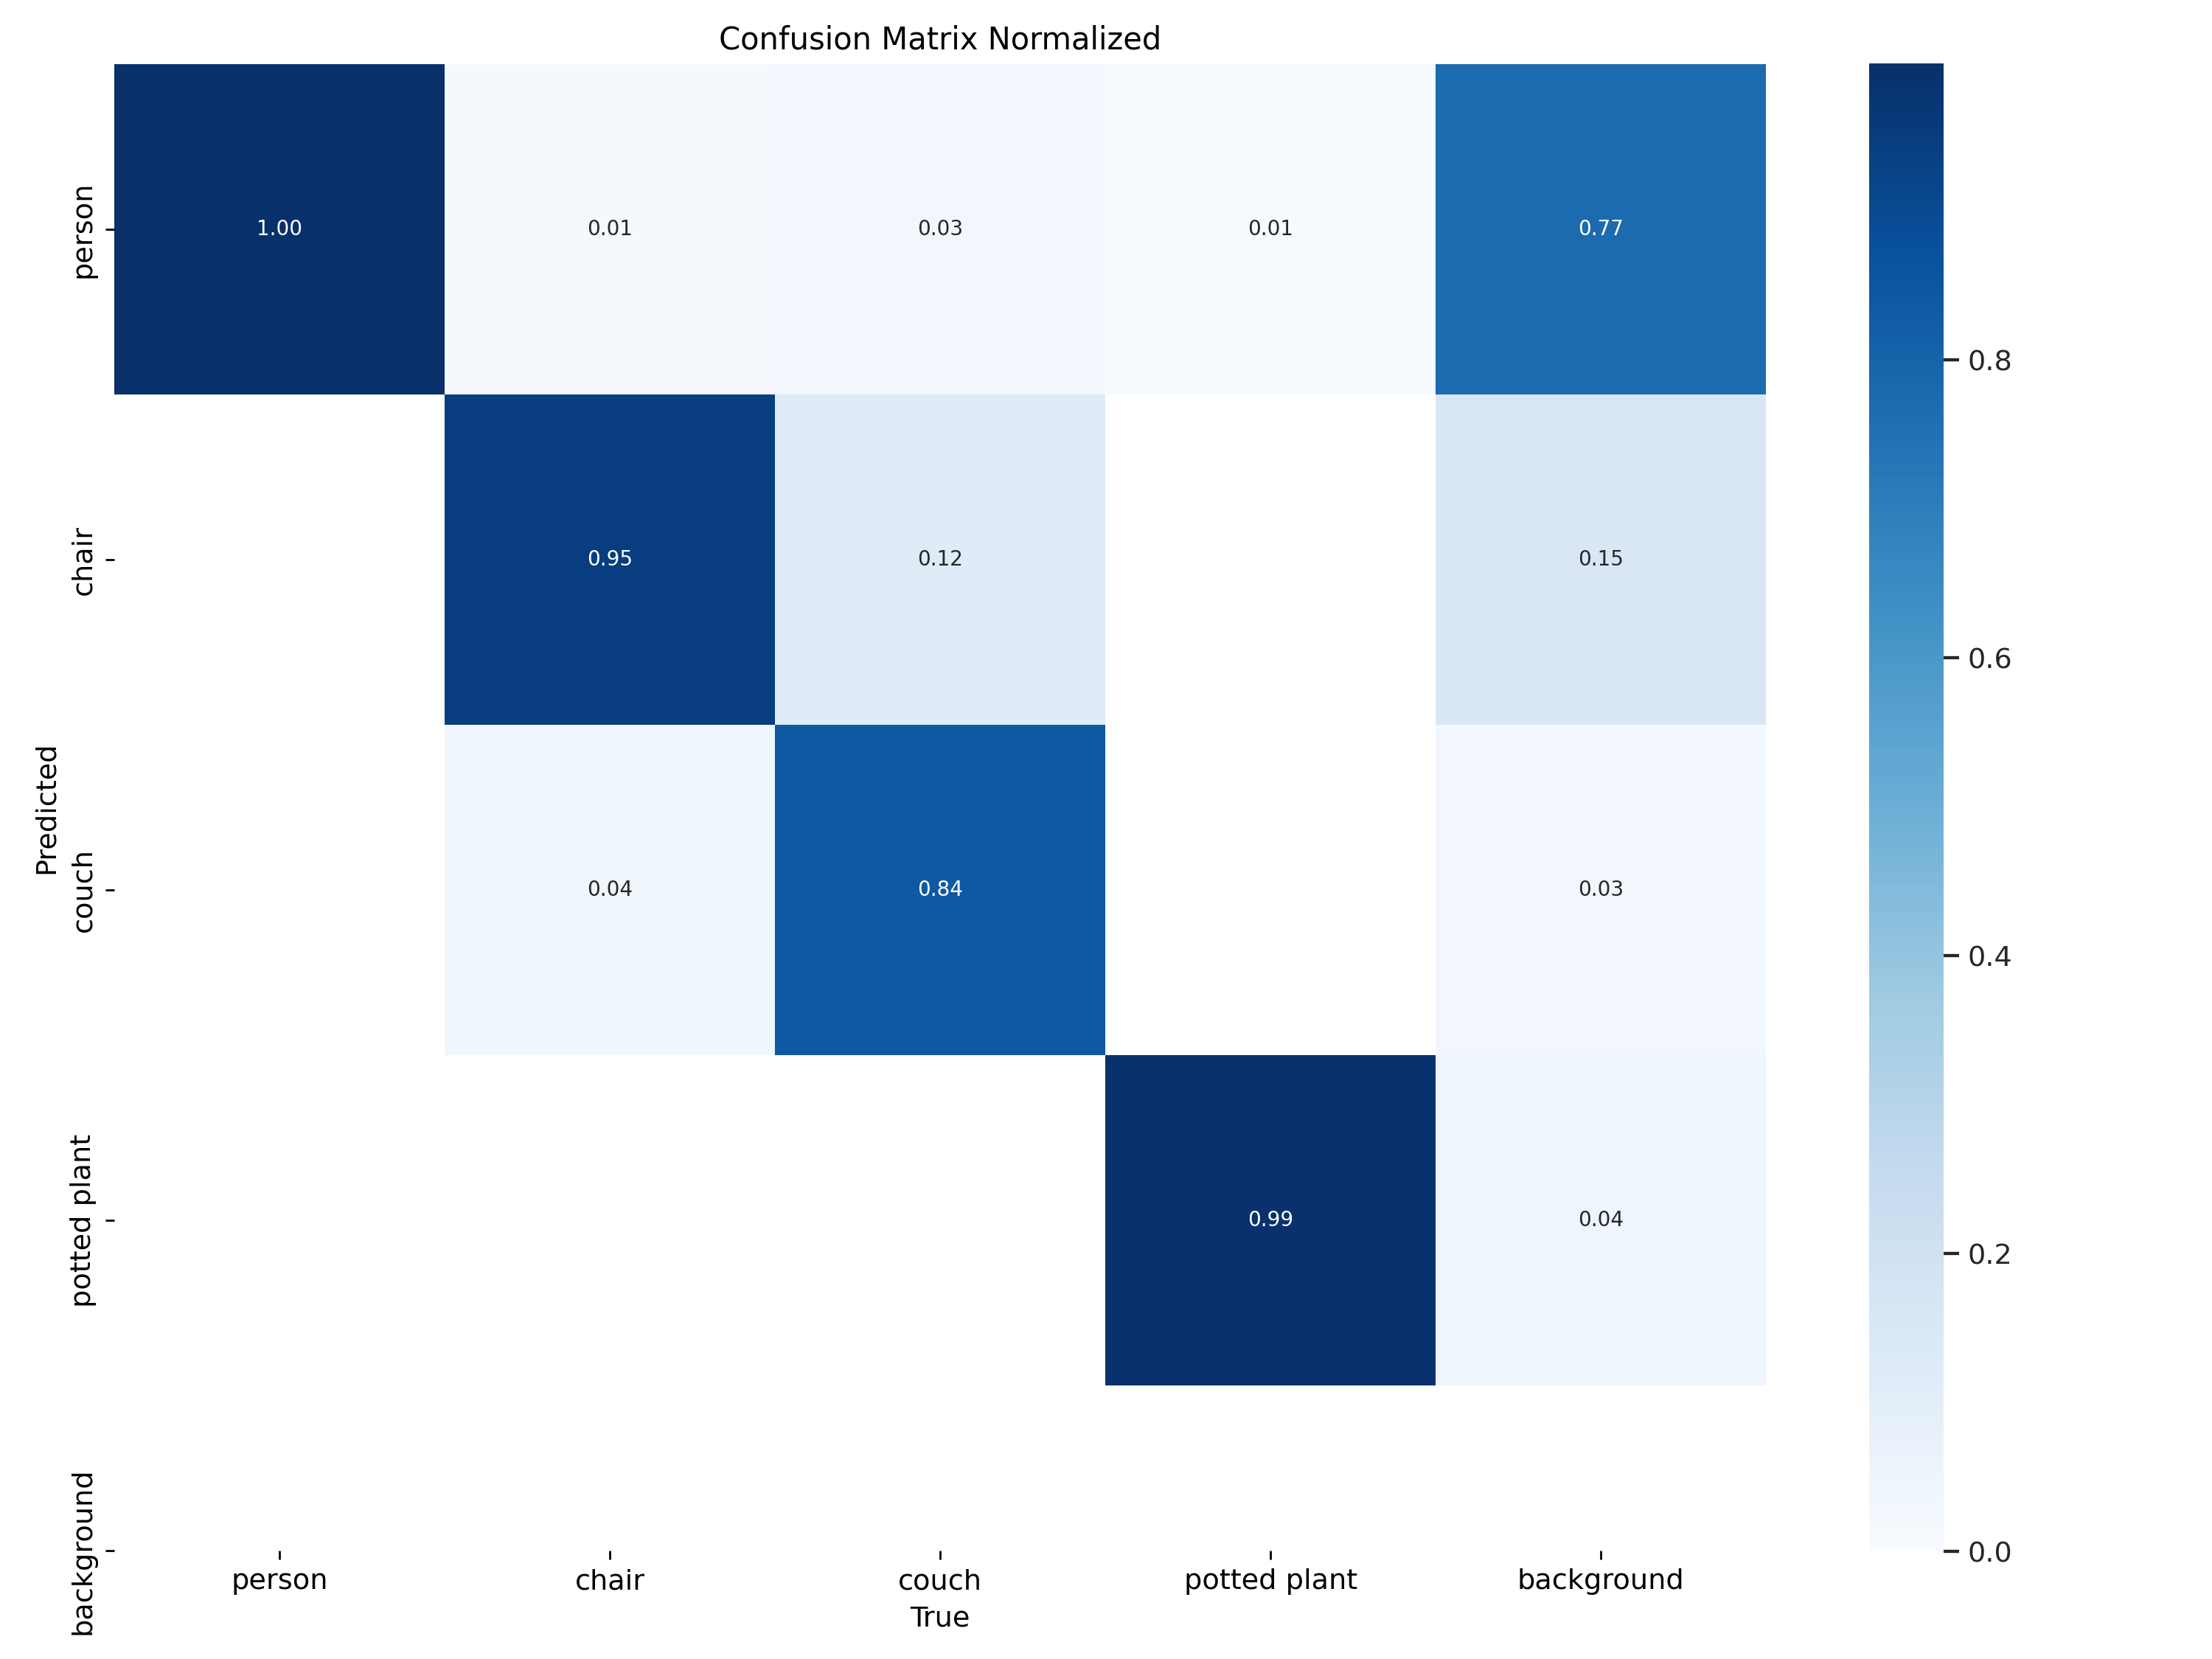 Confusion Matrix Normalized
person
1.00 0.01 0.03 0.01 0.77
chair
0.95 0.12 0.15
couch
0.04 0.84 0.03
potted plant
0.99 0.04
background
Predicted
person chair couch potted plant background
True
0.8
0.6
0.4
0.2
0.0